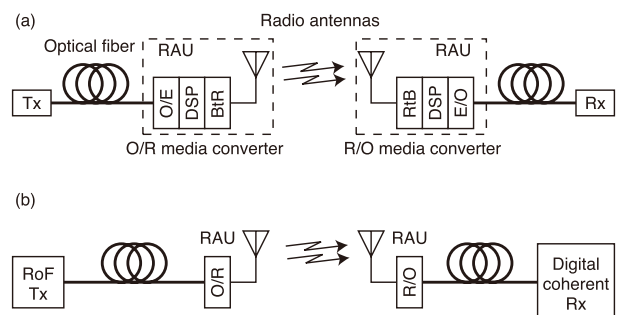 (a)
Radio antennas
Optical fiber
RAU
RAU
Tx
O/E
DSP
BtR
RtB
DSP
E/O
Rx
O/R media converter
R/O media converter
(b)
RAU
RAU
RoF
Tx
O/R
R/O
Digital
coherent
Rx